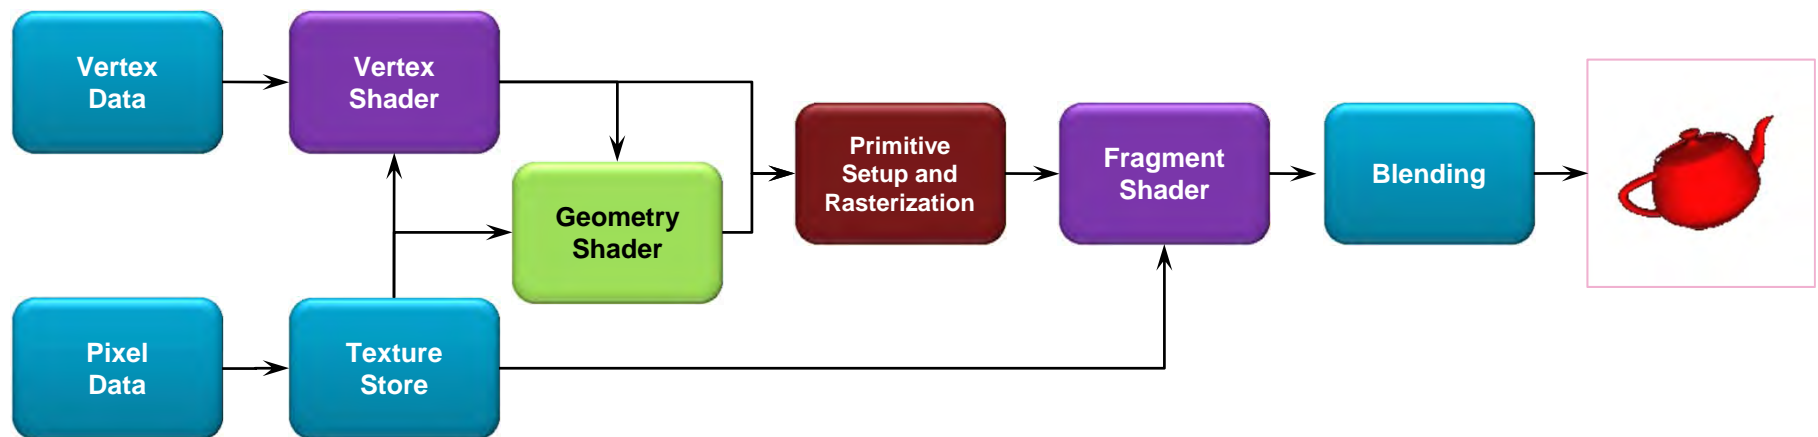 Vertex
Data
Vertex
Shader
Geometry
Shader
Primitive
Setup and
Rasterization
Fragment
Shader
Blending
Pixel
Data
Texture
Store